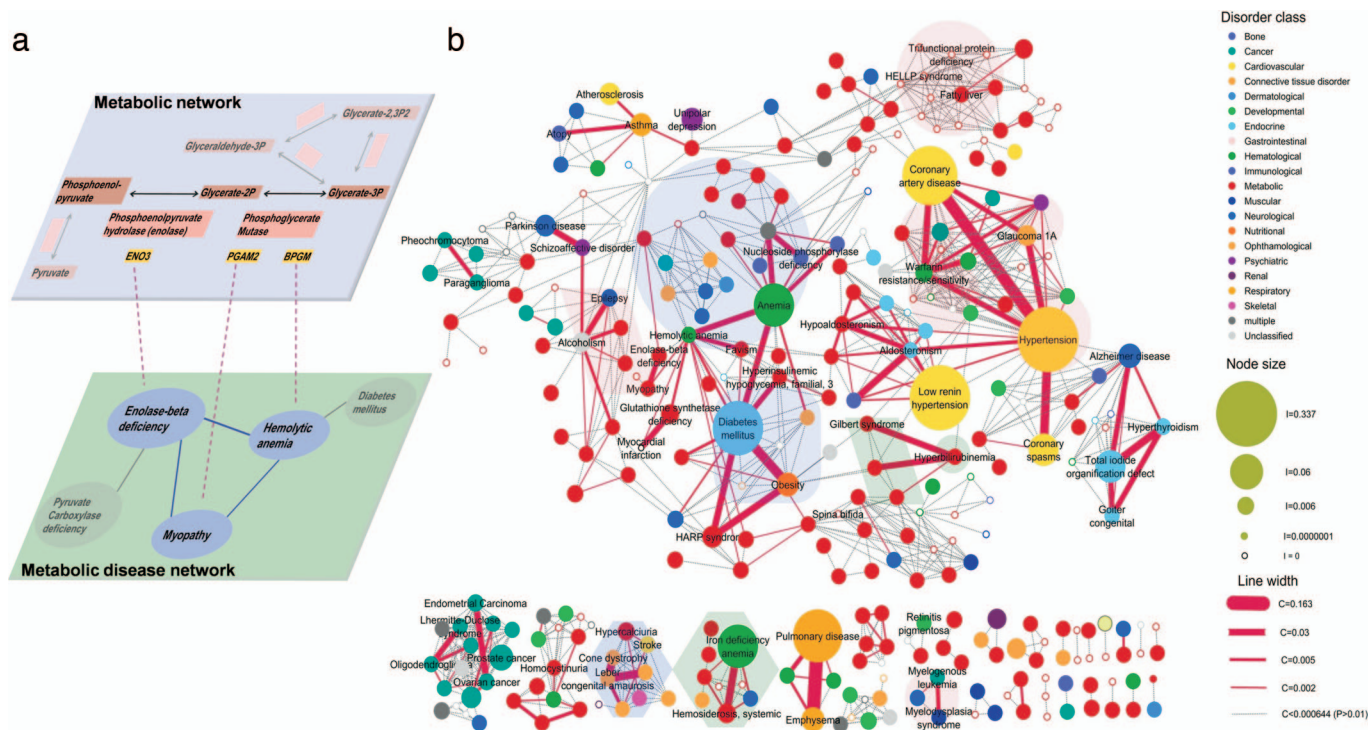 a
Metabolic network
Glycerate-2,3P2
Glyceraldehyde-3P
Phosphoenol-
pyruvate
Glycerate-2P
Glycerate-3P
Phosphoenolpyruvate
hydrolase (enolase)
Phosphoglycerate
Mutase
ENO3
PGAM2
BPGM
Pyruvate
Diabetes
mellitus
Enolase-beta
deficiency
Hemolytic
anemia
Pyruvate
Carboxylase
deficiency
Myopathy
Metabolic disease network
b
Trifunctional protein
deficiency
HELLP syndrome
Fatty liver
Atherosclerosis
Unipolar
depression
Asthma
Atopy
Coronary
artery disease
Parkinson disease
Schizoaffective disorder
Pheochromocytoma
Paraganglioma
Nucleoside phosphorylase
deficiency
Glaucoma 1A
Warfarin
resistance/sensitivity
Epilepsy
Anemia
Hypoaldosteronism
Hypertension
Alcoholism
Hemolytic anemia
Enolase-beta
deficiency
Favism
Aldosteronism
Alzheimer disease
Myopathy
Hyperinsulinemic
hypoglycemia, familial, 3
Low renin
hypertension
Glutathione synthetase
deficiency
Diabetes
mellitus
Gilbert syndrome
Hyperthyroidism
Myocardial
infarction
Hyperbilirubinemia
Coronary
spasms
Total iodide
organification defect
Obesity
Goiter
congenital
Spina bifida
HARP syndrom
Endometrial Carcinoma
Lhermitte-Duclose
syndrome
Oligodendrogli
a
Prostate cancer
Ovarian cancer
Homocystinuria
Hypercalciuria
Stroke
Cone dystrophy
Leber
congenital amaurosis
Iron deficiency
anemia
Hemosiderosis, systemic
Pulmonary disease
Emphysema
Retinitis
pigmentosa
Myelogenous
leukemia
Myelodysplasia
syndrome
Disorder class
Bone
Cancer
Cardiovascular
Connective tissue disorder
Dermatological
Developmental
Endocrine
Gastrointestinal
Hematological
Immunological
Metabolic
Muscular
Neurological
Nutritional
Ophthamological
Psychiatric
Renal
Respiratory
Skeletal
multiple
Unclassified
Node size
I=0.337
I=0.06
I=0.006
I=0.0000001
I = 0
Line width
C=0.163
C=0.03
C=0.005
C=0.002
C<0.000644 (P>0.01)